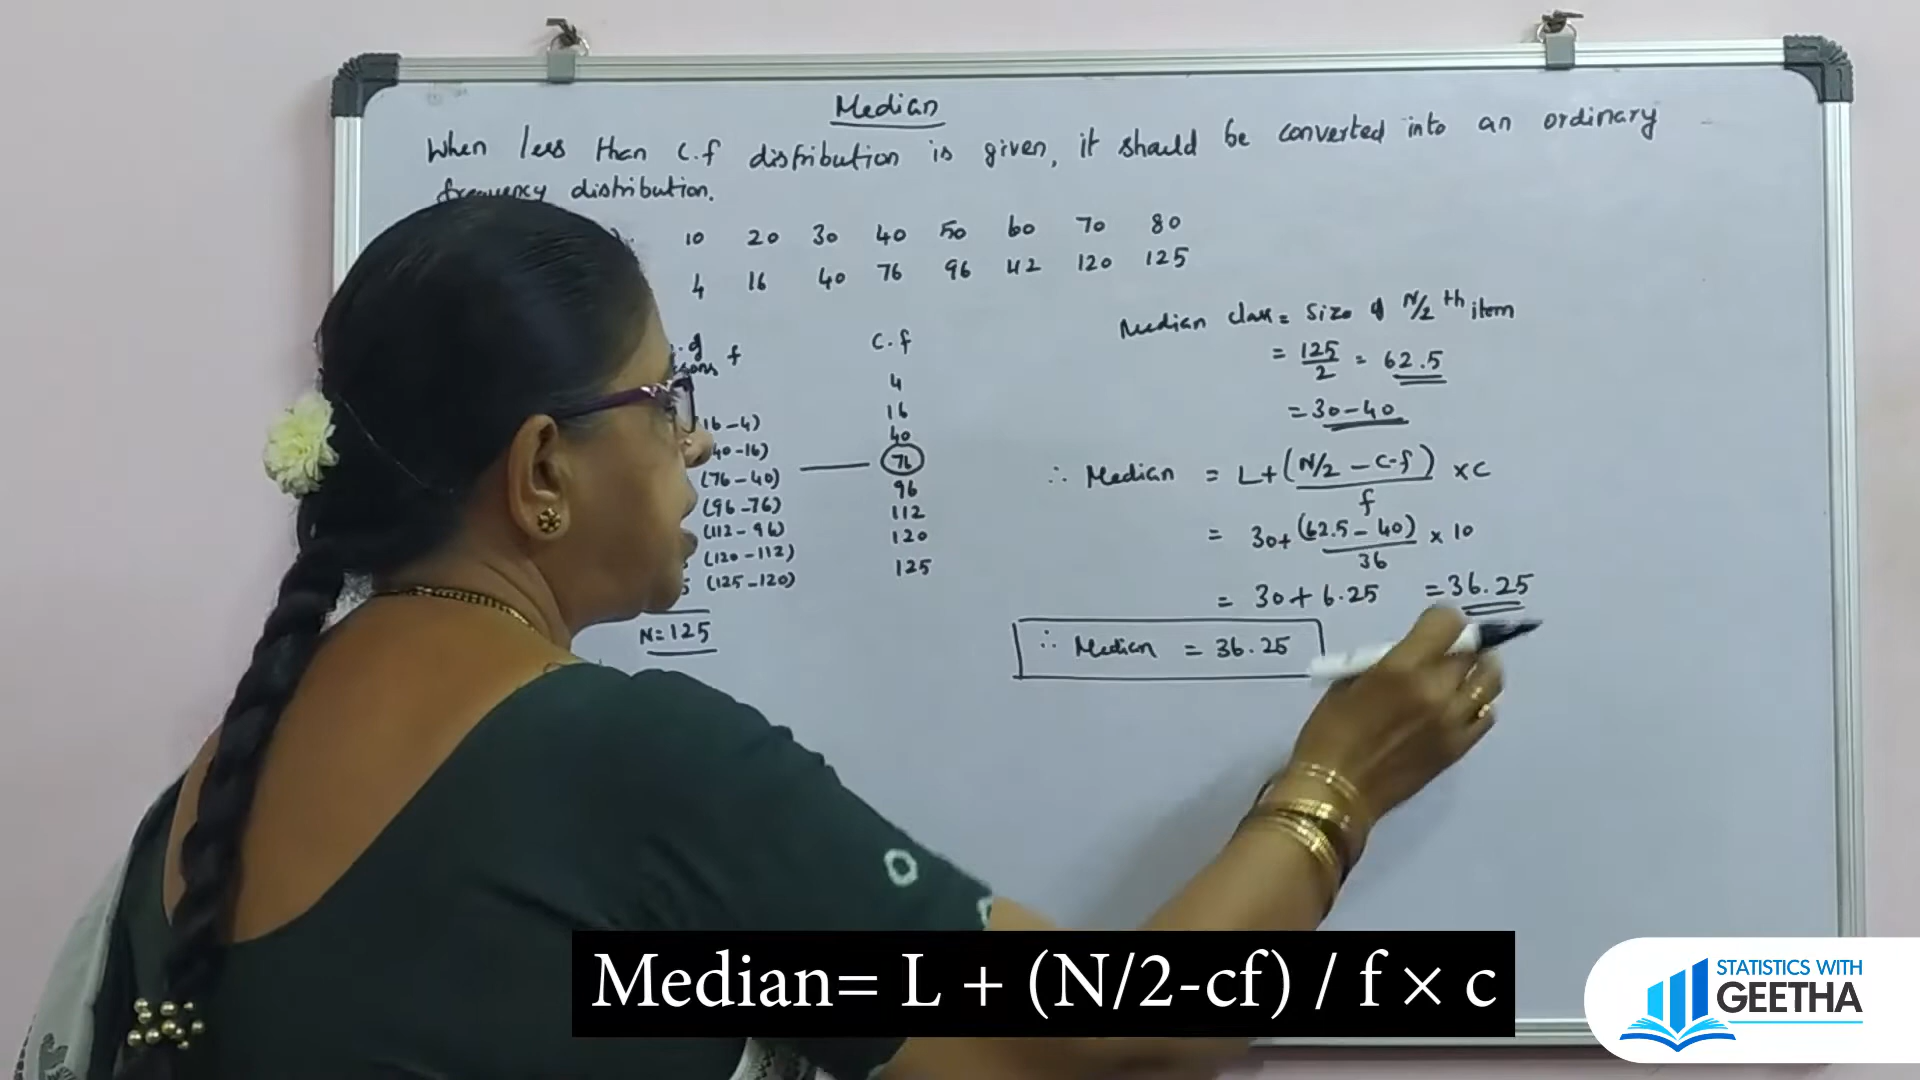 Median
When less than C.f distribution is given, it should be converted into an ordinary
frequency distribution.
10 20 30 40 50 60 70 80
4 16 40 76 96 112 120 125
f C.f
4
(16-4) 16
(40-16) 40
(76-40) 76
(96-76) 96
(112-96) 112
(120-112) 120
(125-120) 125
N=125
Median class = Size of N/2 th item
= 125/2 = 62.5
= 30-40
∴ Median = L+(N/2 - C.f)/f × C
= 30+(62.5-40)/36 × 10
= 30+6.25 = 36.25
∴ Median = 36.25
Median= L + (N/2-cf) / f × c
STATISTICS WITH
GEETHA